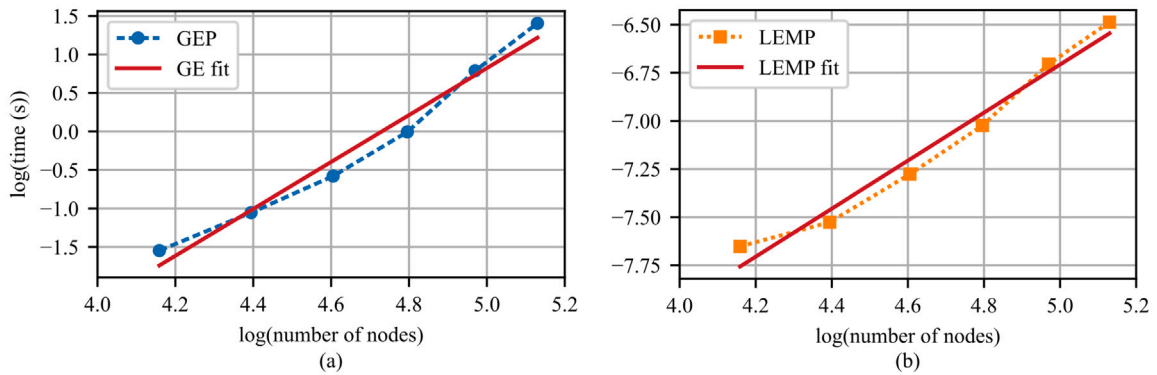 1.5
1.0
0.5
0.0
−0.5
−1.0
−1.5
log(time (s))
GEP
GE fit
4.0 4.2 4.4 4.6 4.8 5.0 5.2
log(number of nodes)
(a)
−6.50
−6.75
−7.00
−7.25
−7.50
−7.75
LEMP
LEMP fit
4.0 4.2 4.4 4.6 4.8 5.0 5.2
log(number of nodes)
(b)